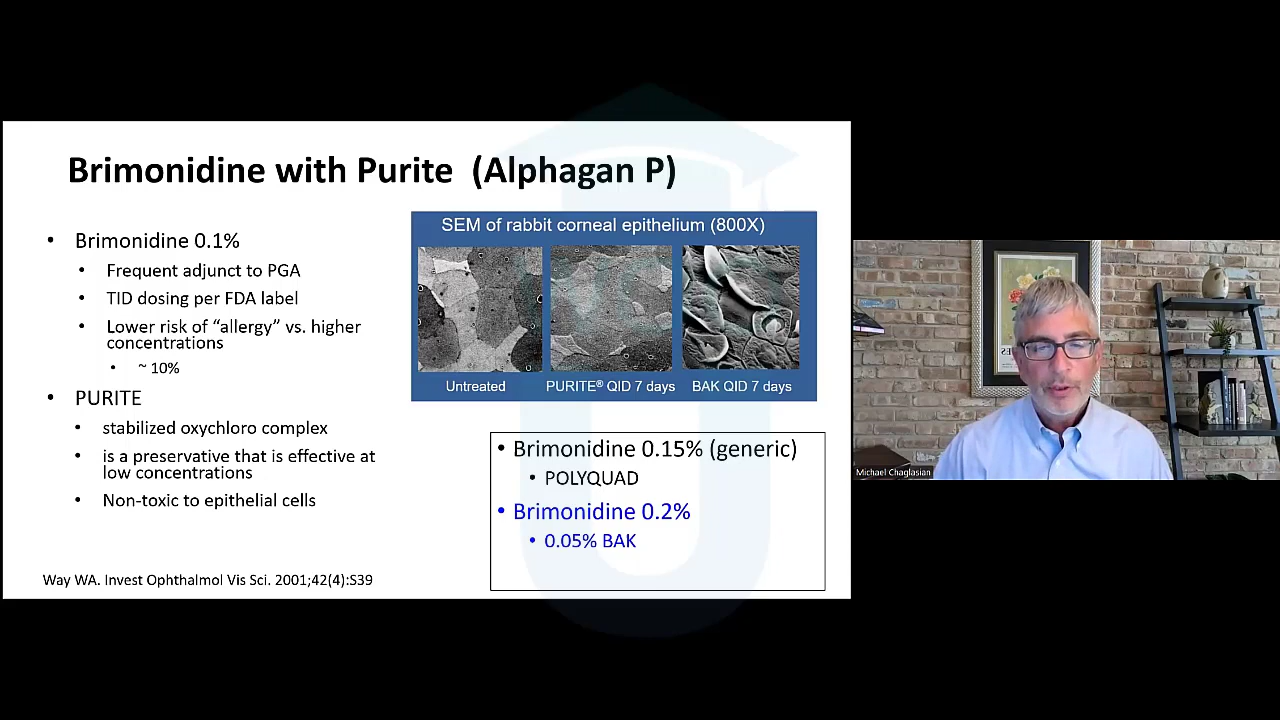 Brimonidine with Purite (Alphagan P)
• Brimonidine 0.1%
• Frequent adjunct to PGA
• TID dosing per FDA label
• Lower risk of “allergy” vs. higher
concentrations
• ~ 10%
• PURITE
• stabilized oxychloro complex
• is a preservative that is effective at
low concentrations
• Non-toxic to epithelial cells
Way WA. Invest Ophthalmol Vis Sci. 2001;42(4):S39
SEM of rabbit corneal epithelium (800X)
Untreated
PURITE® QID 7 days
BAK QID 7 days
• Brimonidine 0.15% (generic)
• POLYQUAD
• Brimonidine 0.2%
• 0.05% BAK
Michael Chaglasian